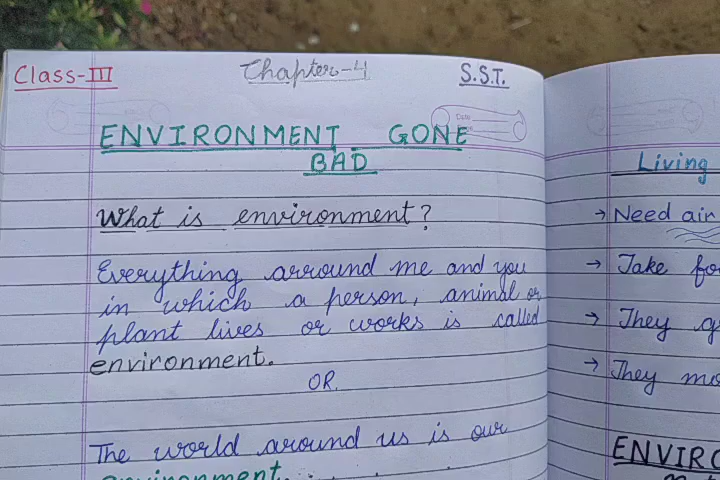 Class-III
Chapter-4
S.S.T.
ENVIRONMENT GONE
BAD
What is environment?
Everything arround me and you
in which a person, animal or
plant lives or works is called
environment.
OR.
The world around us is our
environment.
Living
→ Need air
→ Take
→ They
→ They